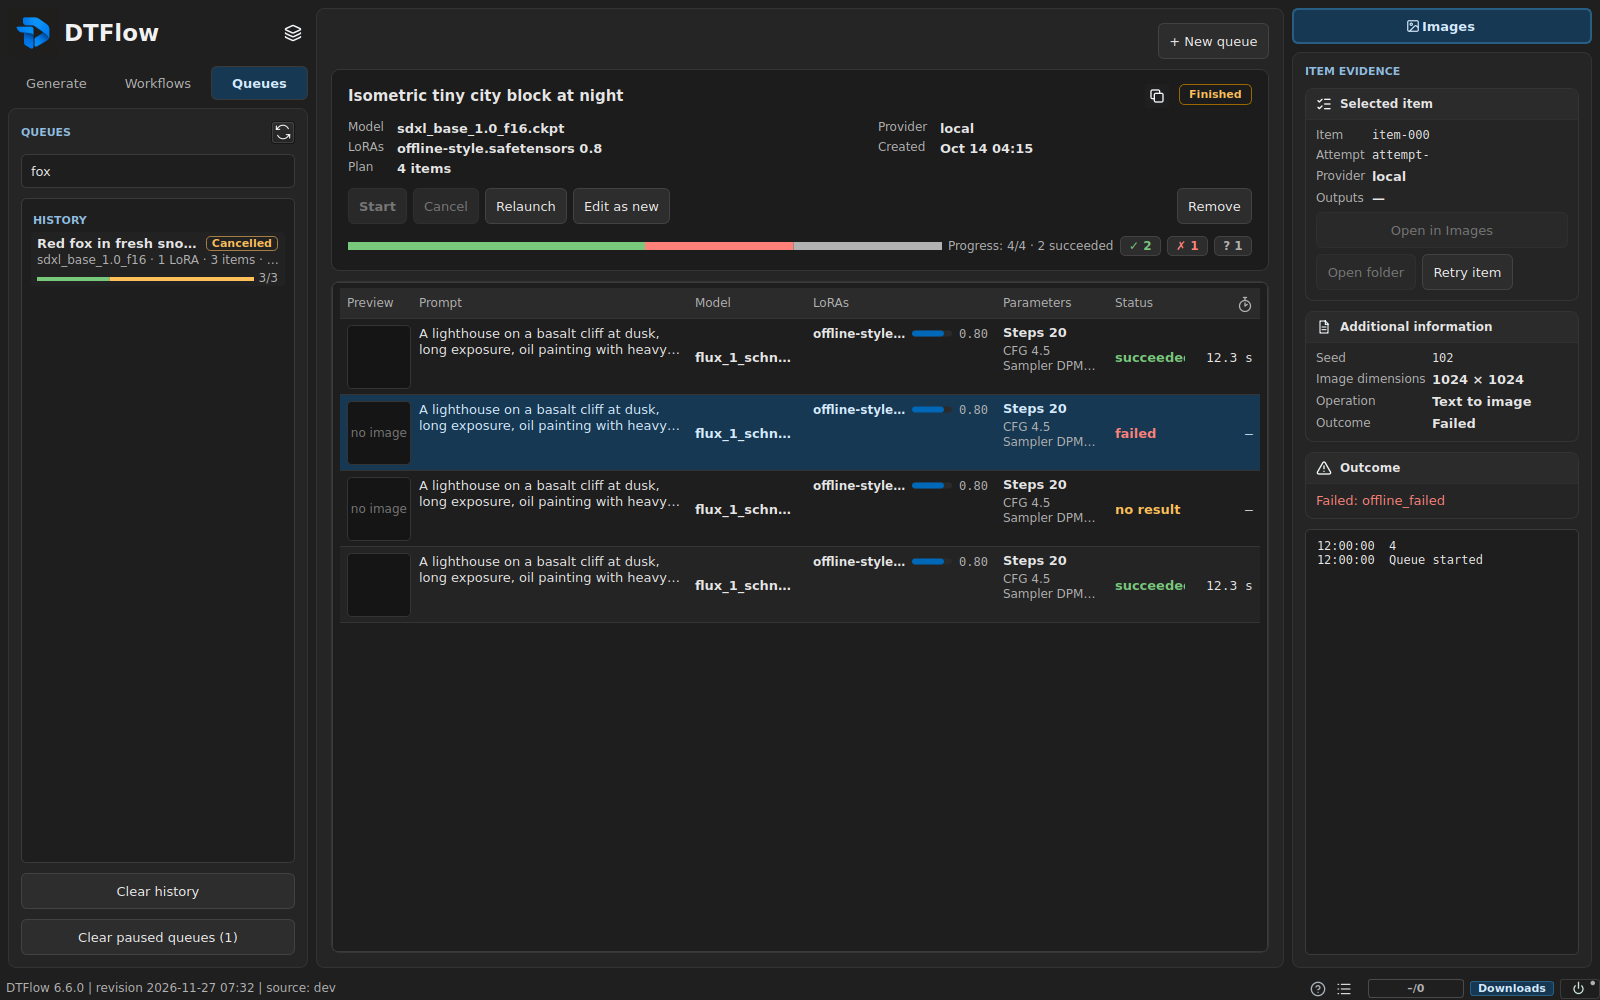 DTFlow
Generate
Workflows
Queues
QUEUES
fox
HISTORY
Red fox in fresh sno...
Cancelled
sdxl_base_1.0_f16 · 1 LoRA · 3 items · ...
3/3
Clear history
Clear paused queues (1)
+ New queue
Isometric tiny city block at night
Finished
Model sdxl_base_1.0_f16.ckpt
Provider local
LoRAs offline-style.safetensors 0.8
Created Oct 14 04:15
Plan 4 items
Start
Cancel
Relaunch
Edit as new
Remove
Progress: 4/4 · 2 succeeded
✓ 2
✗ 1
? 1
Preview Prompt Model LoRAs Parameters Status
A lighthouse on a basalt cliff at dusk,
long exposure, oil painting with heavy...
flux_1_schn...
offline-style... 0.80
Steps 20
CFG 4.5
Sampler DPM...
succeeded
12.3 s
no image
A lighthouse on a basalt cliff at dusk,
long exposure, oil painting with heavy...
flux_1_schn...
offline-style... 0.80
Steps 20
CFG 4.5
Sampler DPM...
failed
—
no image
A lighthouse on a basalt cliff at dusk,
long exposure, oil painting with heavy...
flux_1_schn...
offline-style... 0.80
Steps 20
CFG 4.5
Sampler DPM...
no result
—
A lighthouse on a basalt cliff at dusk,
long exposure, oil painting with heavy...
flux_1_schn...
offline-style... 0.80
Steps 20
CFG 4.5
Sampler DPM...
succeeded
12.3 s
Images
ITEM EVIDENCE
Selected item
Item item-000
Attempt attempt-
Provider local
Outputs —
Open in Images
Open folder
Retry item
Additional information
Seed 102
Image dimensions 1024 × 1024
Operation Text to image
Outcome Failed
Outcome
Failed: offline_failed
12:00:00 4
12:00:00 Queue started
DTFlow 6.6.0 | revision 2026-11-27 07:32 | source: dev
–/0
Downloads